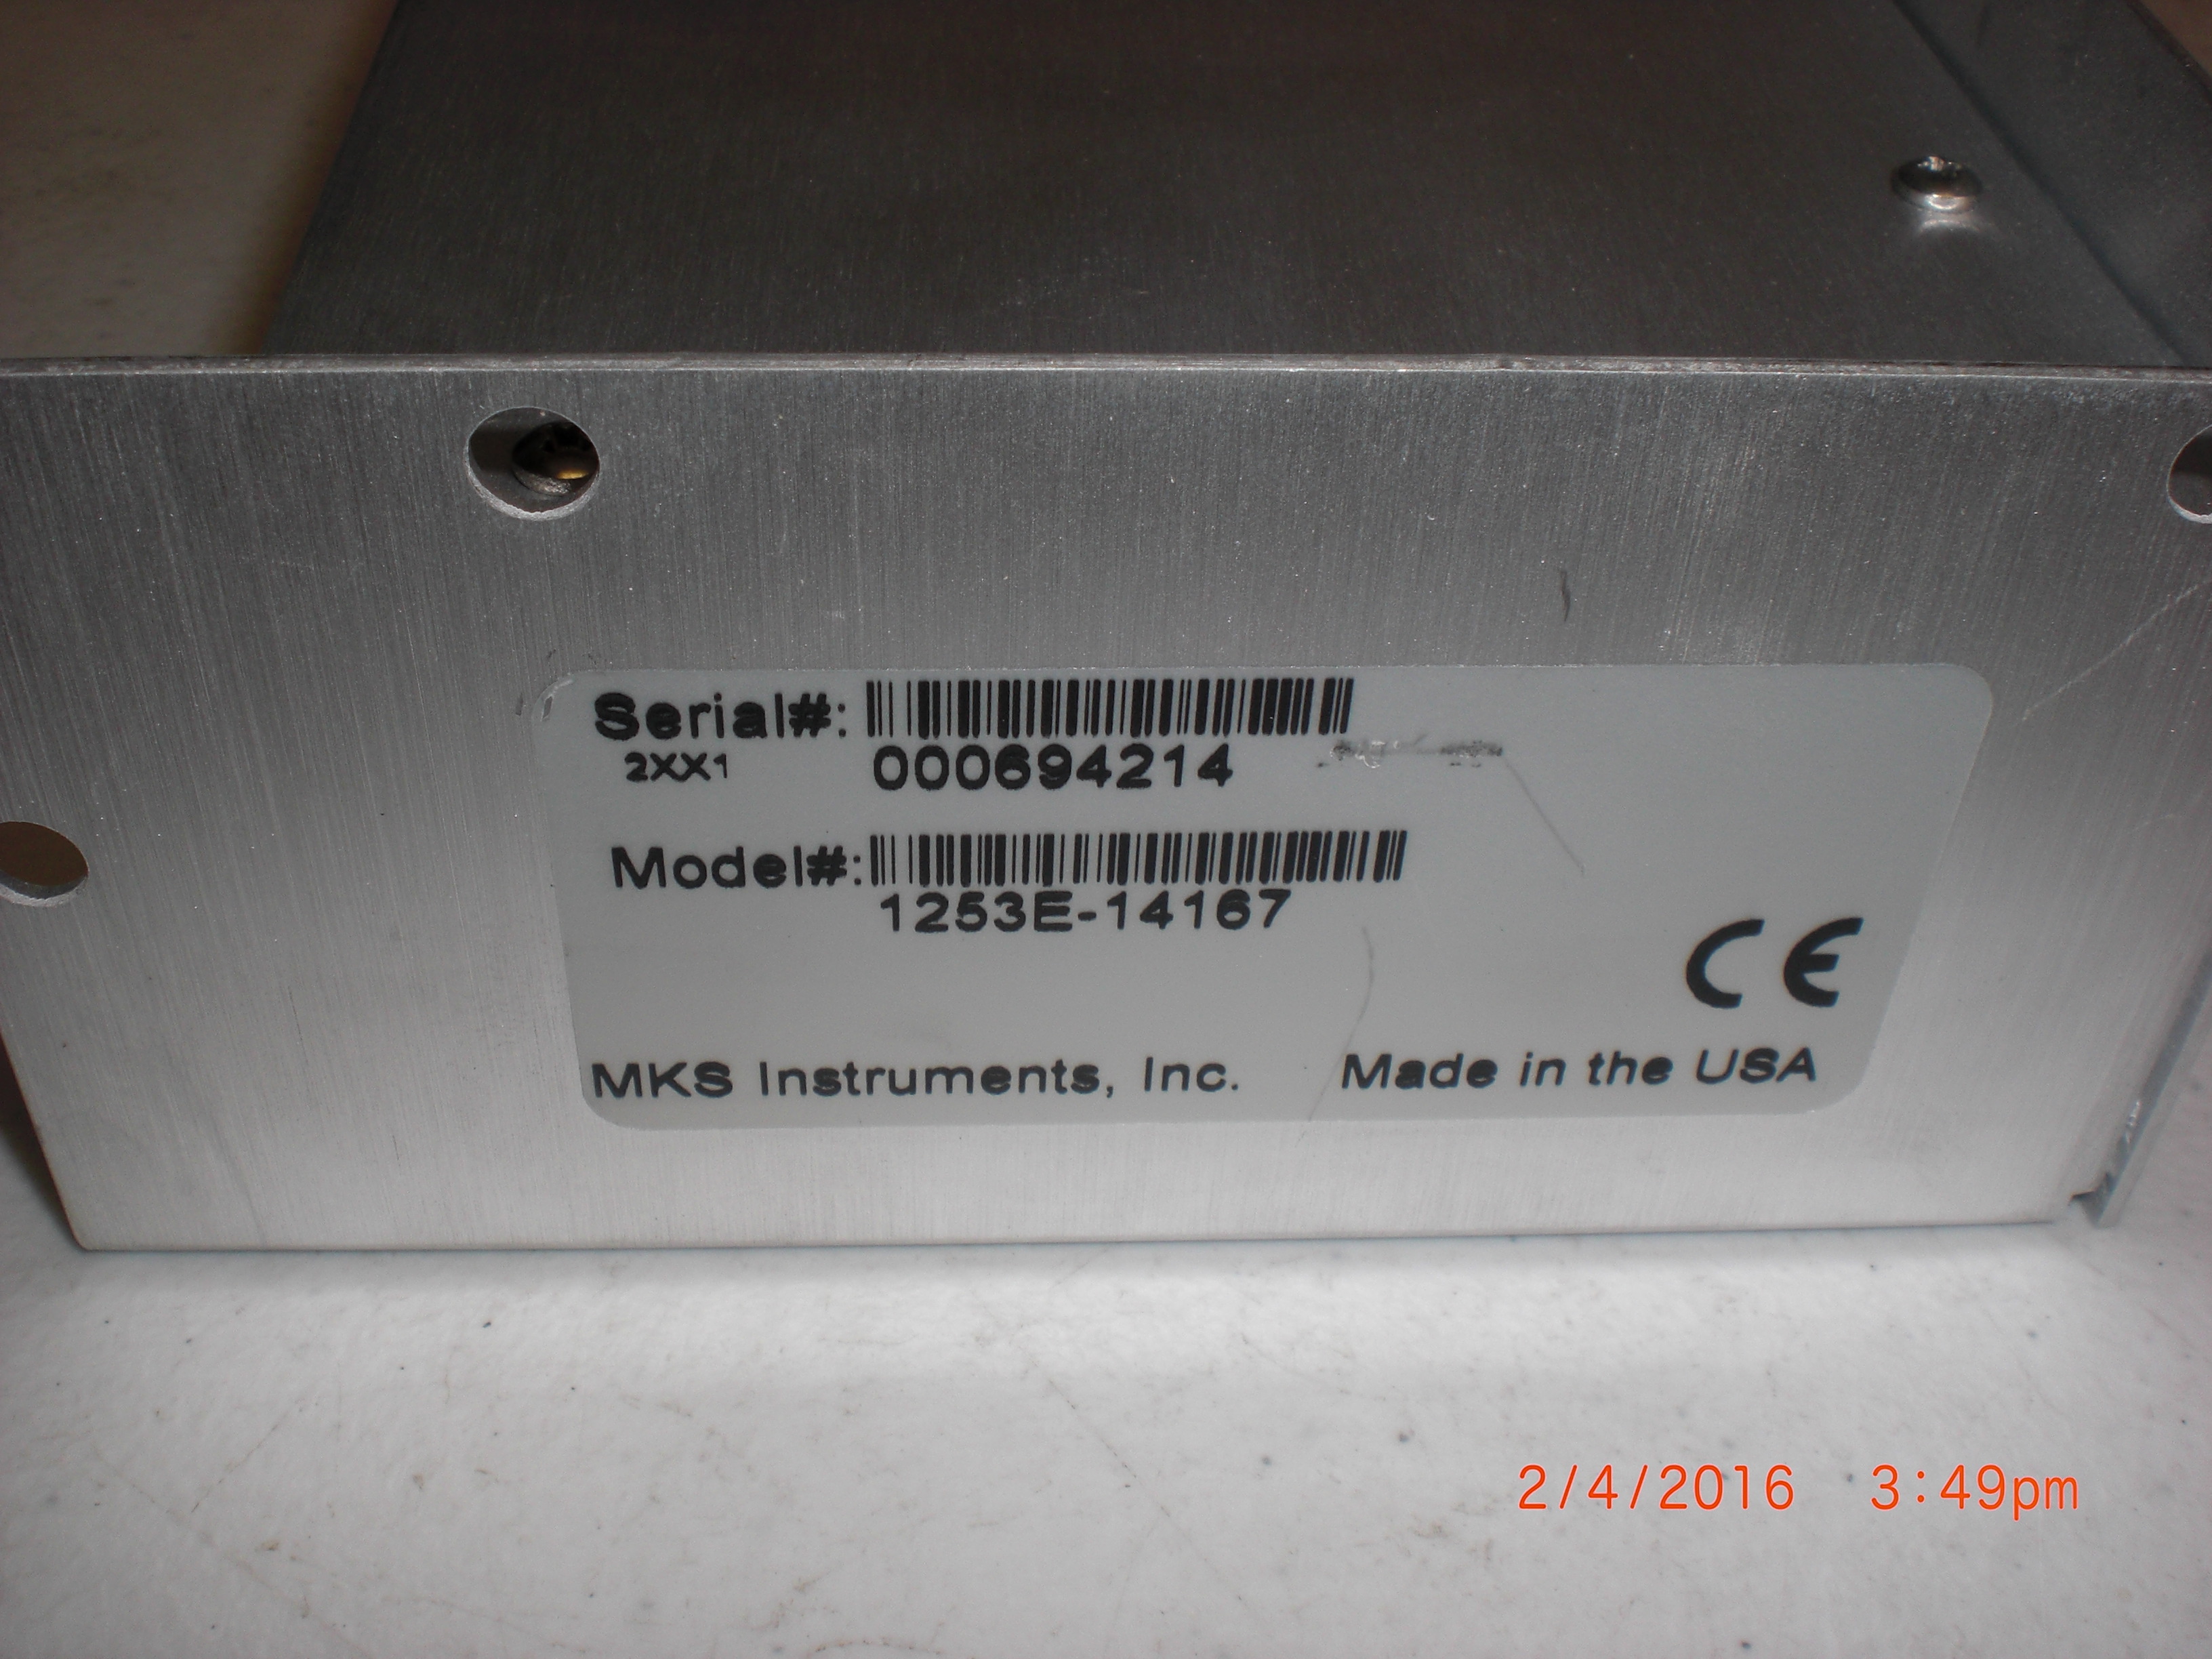 Serial#:
2XX1 000694214
Model#:
1253E-14167
CE
MKS Instruments, Inc. Made in the USA
2/4/2016 3:49pm